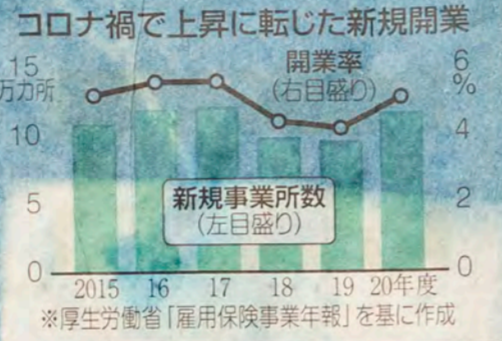 コロナ禍で上昇に転じた新規開業
15
万カ所
10
5
0
開業率
(右目盛り)
6
%
4
2
0
新規事業所数
(左目盛り)
2015 16 17 18 19 20年度
※厚生労働省「雇用保険事業年報」を基に作成